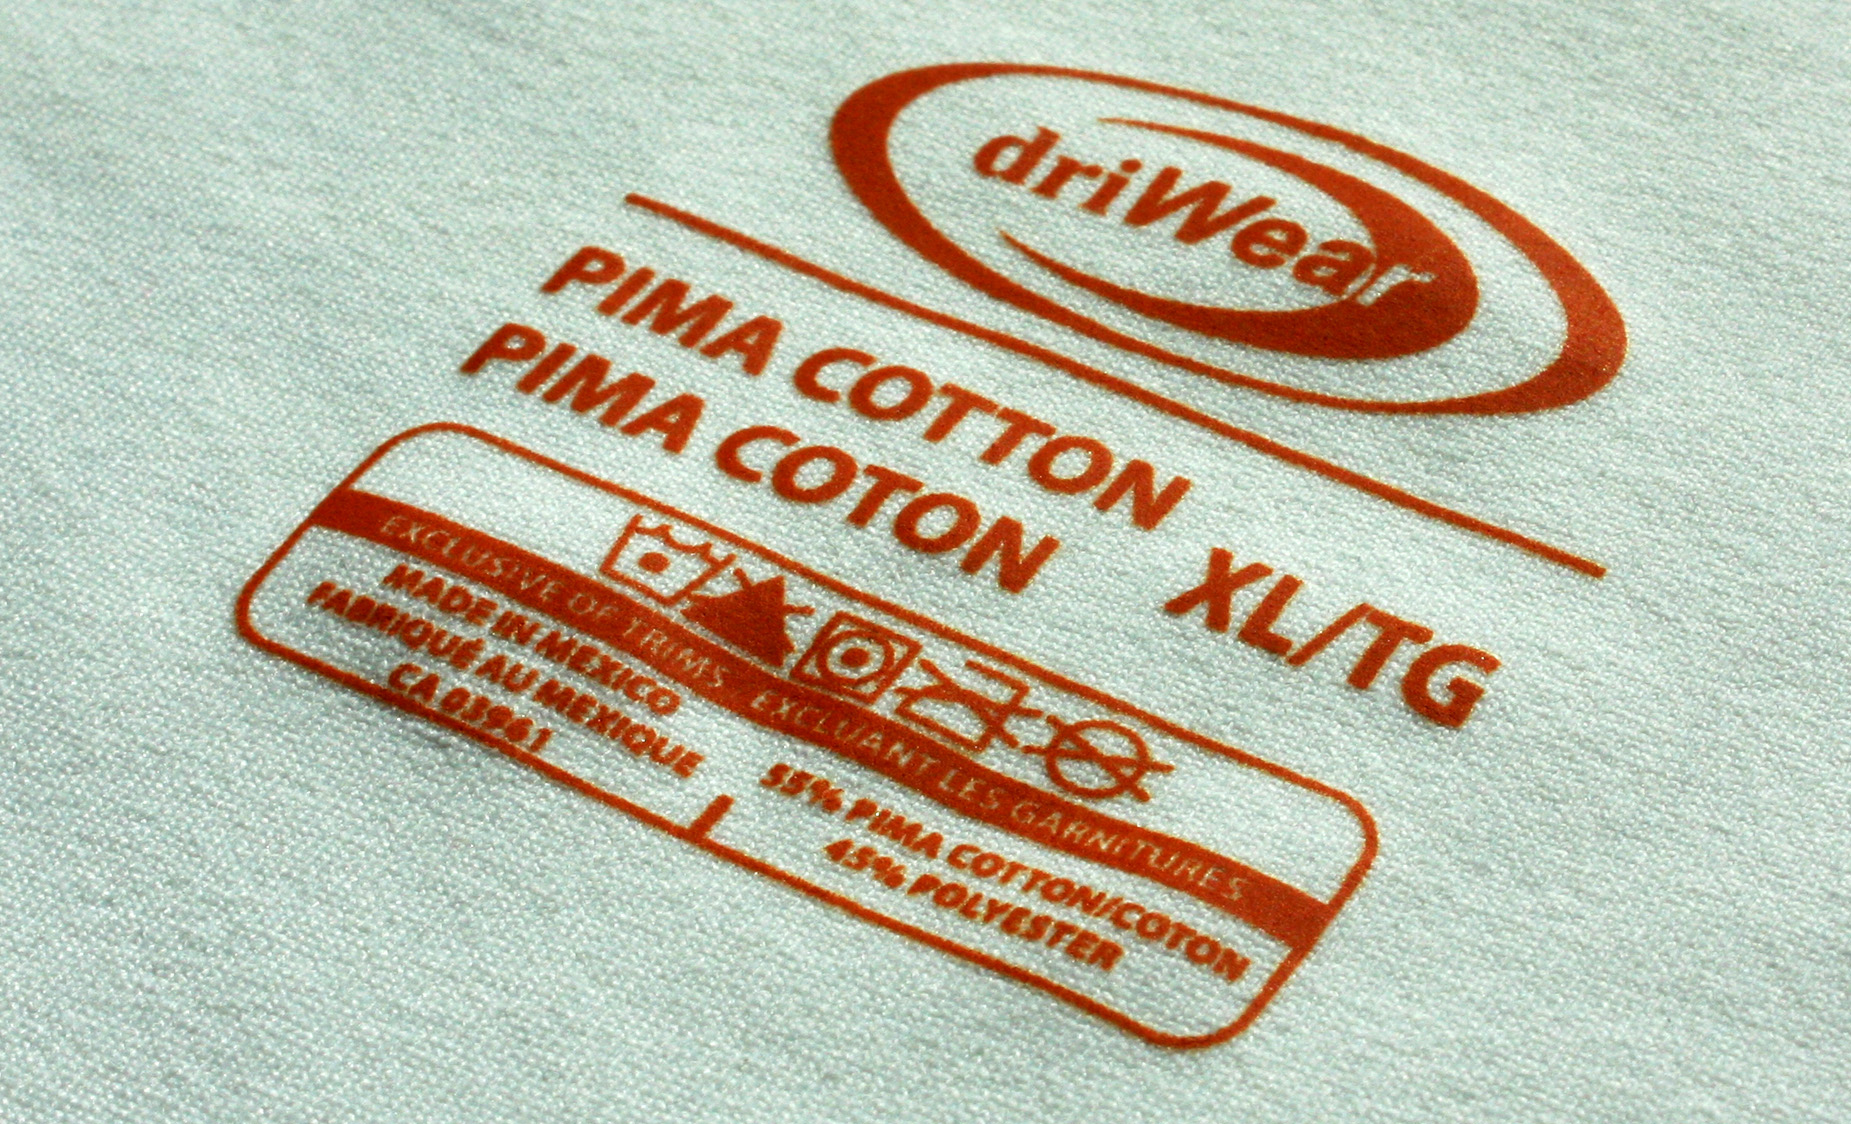 driWear
PIMA COTTON
PIMA COTON
XL/TG
EXCLUSIVE OF TRIMS / EXCLUANT LES GARNITURES
MADE IN MEXICO
FABRIQUÉ AU MEXIQUE
CA 03961
55% PIMA COTTON/COTON
45% POLYESTER